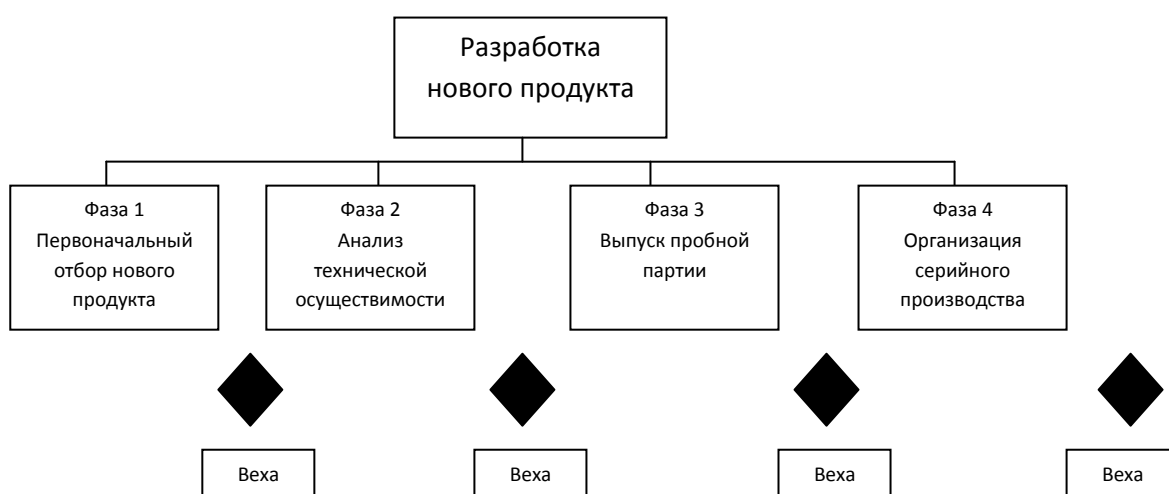 Разработка
нового продукта
Фаза 1
Первоначальный
отбор нового
продукта
Фаза 2
Анализ
технической
осуществимости
Фаза 3
Выпуск пробной
партии
Фаза 4
Организация
серийного
производства
Веха
Веха
Веха
Веха